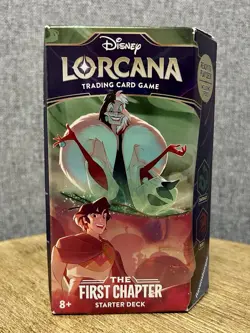 Disney
LORCANA
TRADING CARD GAME
THE
FIRST CHAPTER
STARTER DECK
8+